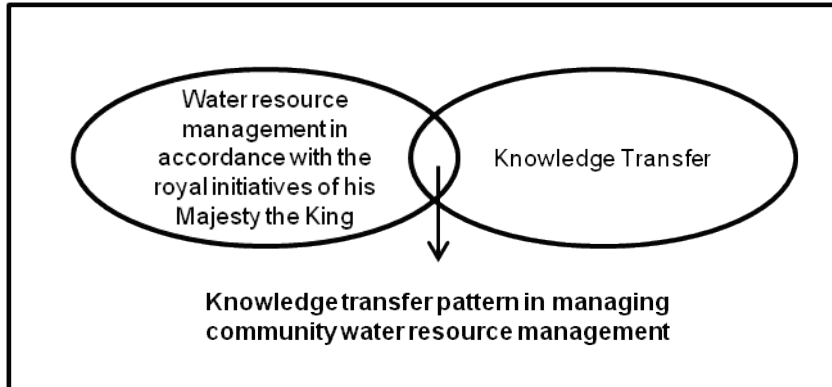 Water resource
management in
accordance with the
royal initiatives of his
Majesty the King
Knowledge Transfer
Knowledge transfer pattern in managing
community water resource management